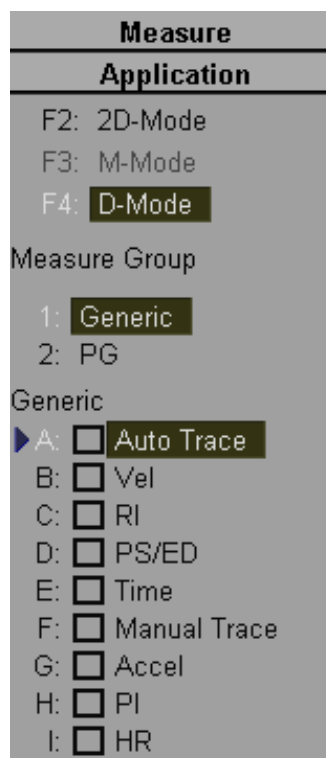 Measure
Application
F2: 2D-Mode
F3: M-Mode
F4: D-Mode
Measure Group
1: Generic
2: PG
Generic
A: Auto Trace
B: Vel
C: RI
D: PS/ED
E: Time
F: Manual Trace
G: Accel
H: PI
I: HR